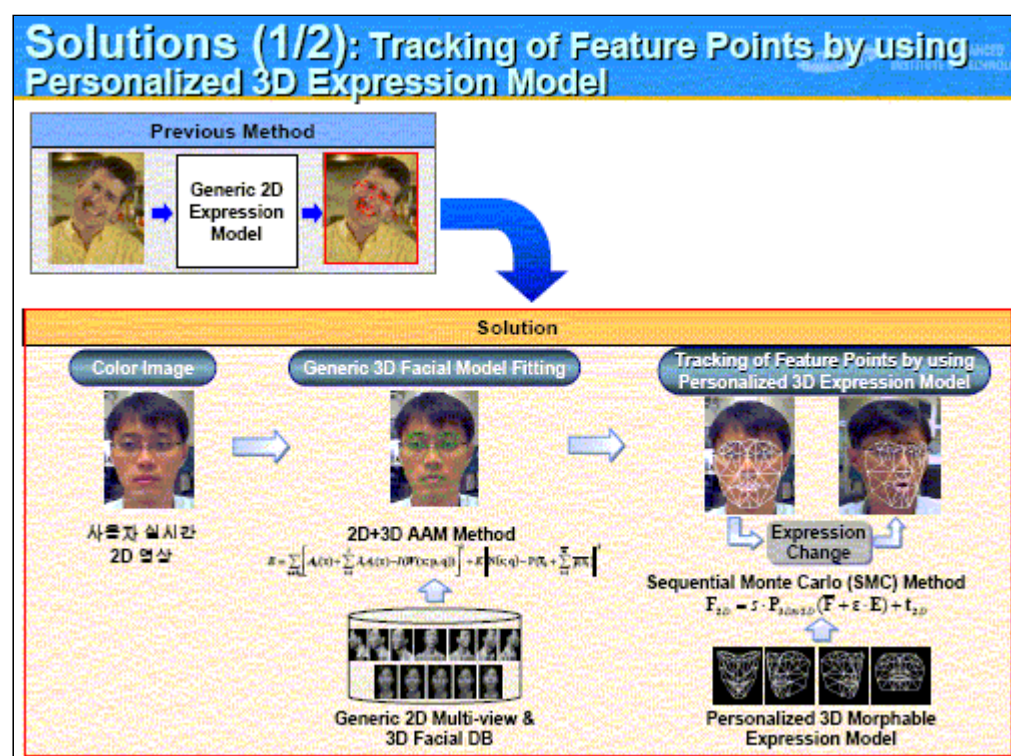 Solutions (1/2): Tracking of Feature Points by using
Personalized 3D Expression Model
Previous Method
Generic 2D
Expression
Model
Solution
Color Image
Generic 3D Facial Model Fitting
Tracking of Feature Points by using
Personalized 3D Expression Model
사용자 실시간
2D 영상
2D+3D AAM Method
Expression
Change
Sequential Monte Carlo (SMC) Method
F₂D = s · P₃Dto2D (F̅ + ε · E) + t₂D
Generic 2D Multi-view &
3D Facial DB
Personalized 3D Morphable
Expression Model